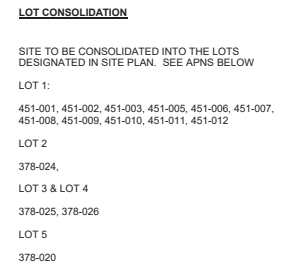 LOT CONSOLIDATION
SITE TO BE CONSOLIDATED INTO THE LOTS
DESIGNATED IN SITE PLAN.  SEE APNS BELOW
LOT 1:
451-001, 451-002, 451-003, 451-005, 451-006, 451-007,
451-008, 451-009, 451-010, 451-011, 451-012
LOT 2
378-024,
LOT 3 & LOT 4
378-025, 378-026
LOT 5
378-020